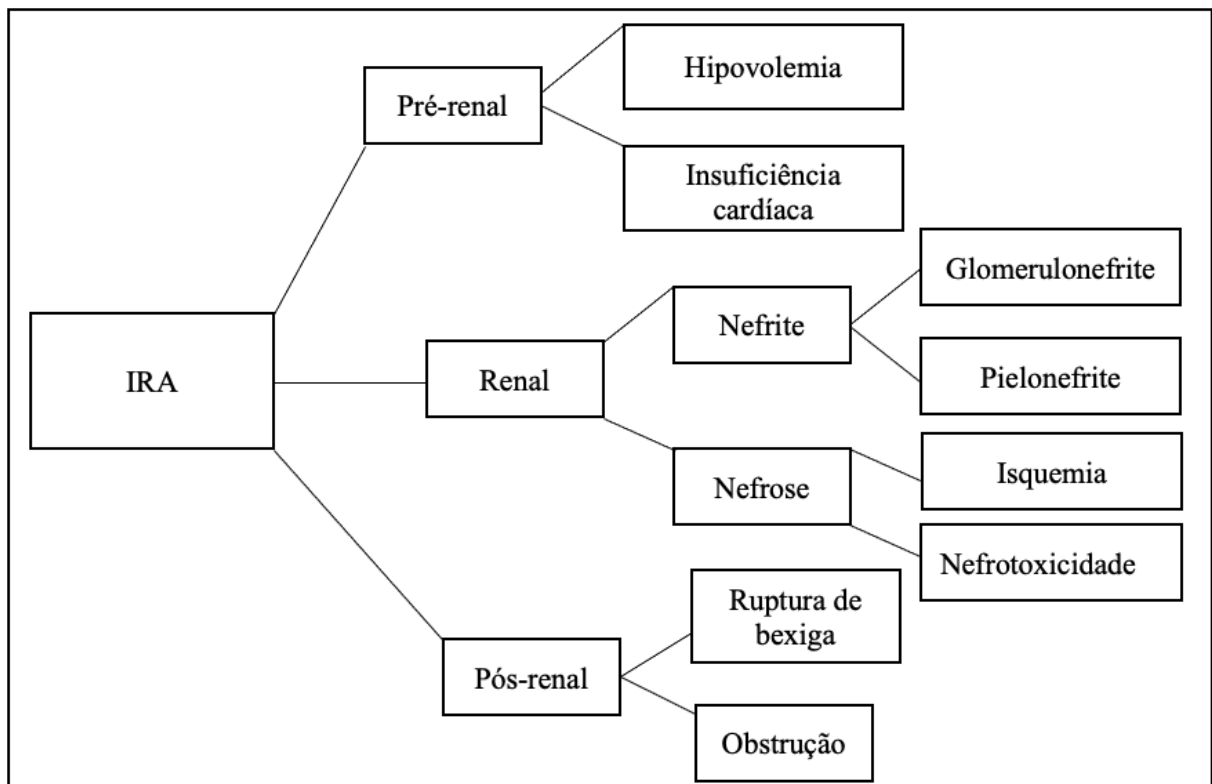 Hipovolemia
Pré-renal
Insuficiência
cardíaca
Glomerulonefrite
Nefrite
IRA
Renal
Pielonefrite
Nefrose
Isquemia
Nefrotoxicidade
Ruptura de
bexiga
Pós-renal
Obstrução